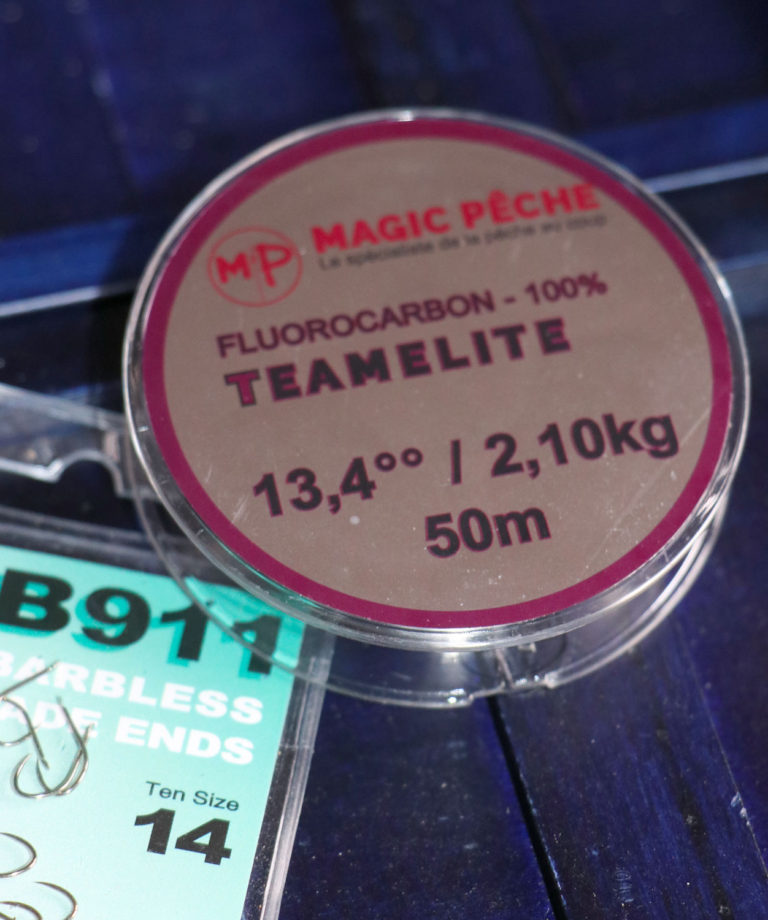 MP MAGIC PÊCHE
Le spécialiste de la pêche au coup
FLUOROCARBON - 100%
TEAMELITE
13,4°° / 2,10kg
50m
B911
BARBLESS
ENDS
Ten Size
14